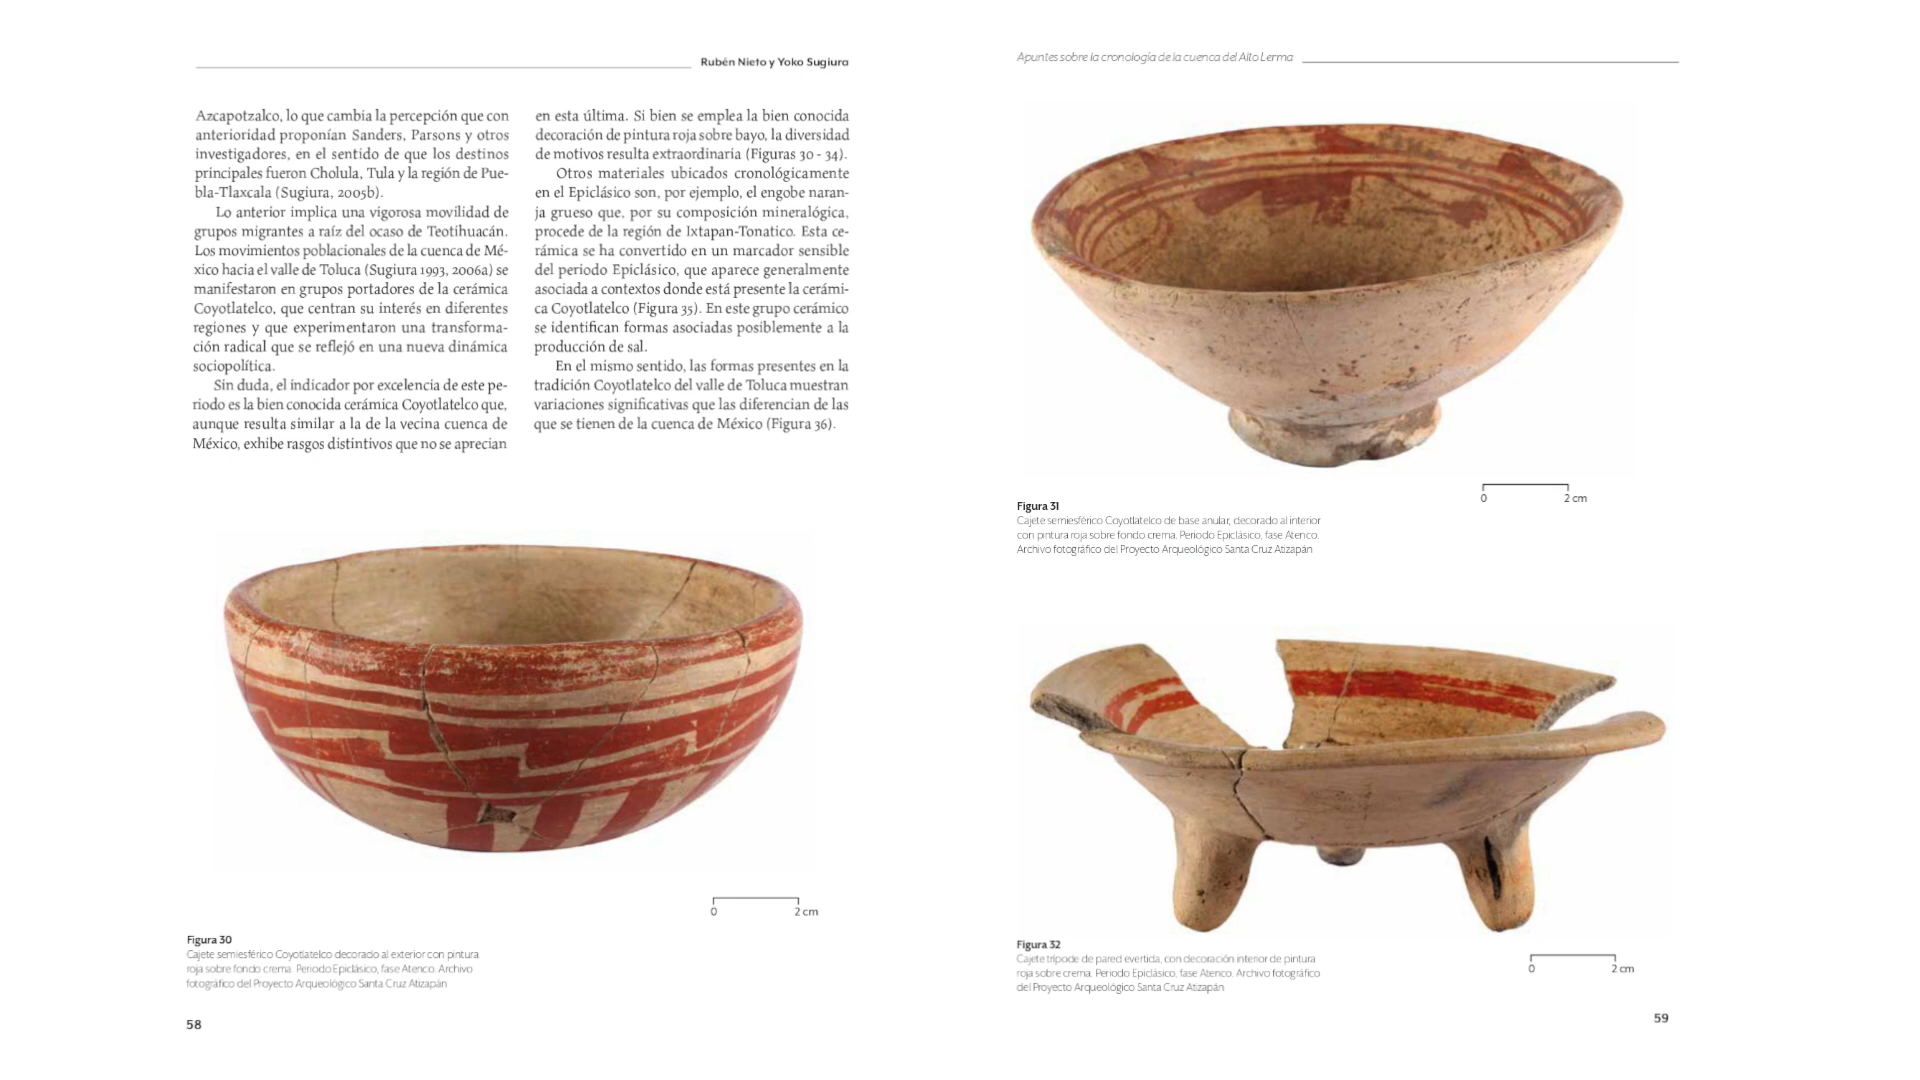 Rubén Nieto y Yoko Sugiura
Azcapotzalco, lo que cambia la percepción que con
anterioridad proponían Sanders, Parsons y otros
investigadores, en el sentido de que los destinos
principales fueron Cholula, Tula y la región de Pue-
bla-Tlaxcala (Sugiura, 2005b).
Lo anterior implica una vigorosa movilidad de
grupos migrantes a raíz del ocaso de Teotihuacán.
Los movimientos poblacionales de la cuenca de Mé-
xico hacia el valle de Toluca (Sugiura 1993, 2006a) se
manifestaron en grupos portadores de la cerámica
Coyotlatelco, que centran su interés en diferentes
regiones y que experimentaron una transforma-
ción radical que se reflejó en una nueva dinámica
sociopolítica.
Sin duda, el indicador por excelencia de este pe-
riodo es la bien conocida cerámica Coyotlatelco que,
aunque resulta similar a la de la vecina cuenca de
México, exhibe rasgos distintivos que no se aprecian
en esta última. Si bien se emplea la bien conocida
decoración de pintura roja sobre bayo, la diversidad
de motivos resulta extraordinaria (Figuras 30 - 34).
Otros materiales ubicados cronológicamente
en el Epiclásico son, por ejemplo, el engobe naran-
ja grueso que, por su composición mineralógica,
procede de la región de Ixtapan-Tonatico. Esta ce-
rámica se ha convertido en un marcador sensible
del periodo Epiclásico, que aparece generalmente
asociada a contextos donde está presente la cerámi-
ca Coyotlatelco (Figura 35). En este grupo cerámico
se identifican formas asociadas posiblemente a la
producción de sal.
En el mismo sentido, las formas presentes en la
tradición Coyotlatelco del valle de Toluca muestran
variaciones significativas que las diferencian de las
que se tienen de la cuenca de México (Figura 36).
0 2 cm
Figura 30
Cajete semiesférico Coyotlatelco decorado al exterior con pintura
roja sobre fondo crema. Periodo Epiclásico, fase Atenco. Archivo
fotográfico del Proyecto Arqueológico Santa Cruz Atizapán
58
Apuntes sobre la cronología de la cuenca del Alto Lerma
0 2 cm
Figura 31
Cajete semiesférico Coyotlatelco de base anular, decorado al interior
con pintura roja sobre fondo crema. Periodo Epiclásico, fase Atenco.
Archivo fotográfico del Proyecto Arqueológico Santa Cruz Atizapán
Figura 32
Cajete trípode de pared evertida, con decoración interior de pintura
roja sobre crema. Periodo Epiclásico, fase Atenco. Archivo fotográfico
del Proyecto Arqueológico Santa Cruz Atizapán
0 2 cm
59